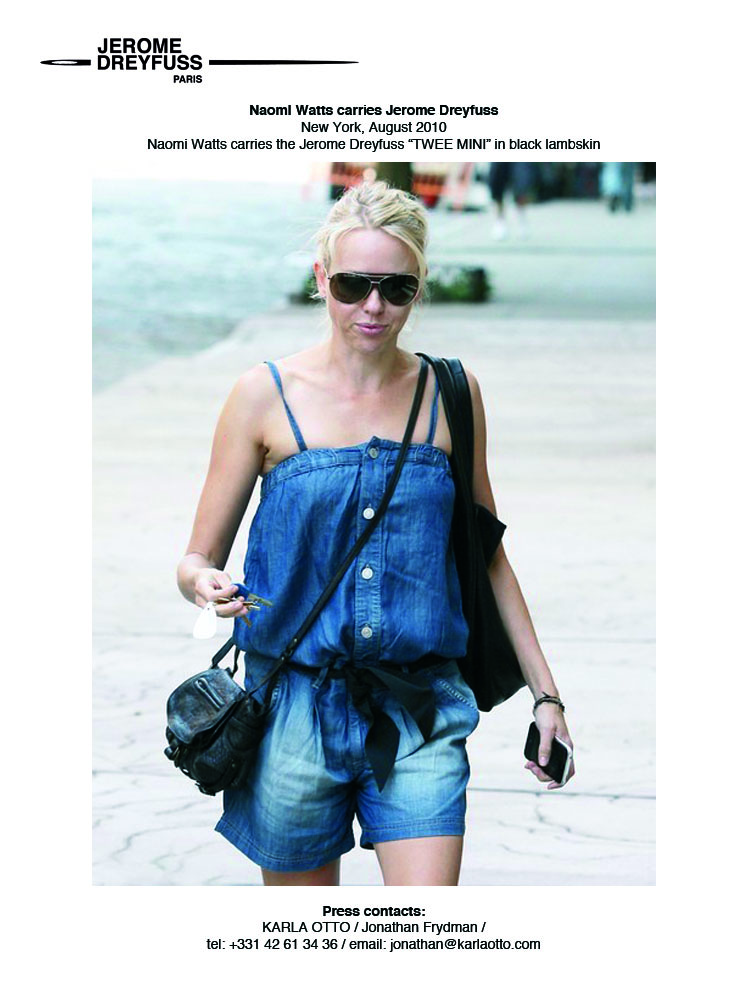 JEROME
DREYFUSS
PARIS
Naomi Watts carries Jerome Dreyfuss
New York, August 2010
Naomi Watts carries the Jerome Dreyfuss “TWEE MINI” in black lambskin
Press contacts:
KARLA OTTO / Jonathan Frydman /
tel: +331 42 61 34 36 / email: jonathan@karlaotto.com